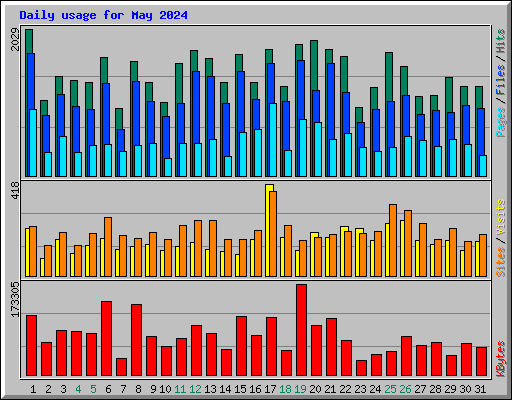 Daily usage for May 2024
2029
Pages / Files / Hits
418
Sites / Visits
173305
KBytes
1 2 3 4 5 6 7 8 9 10 11 12 13 14 15 16 17 18 19 20 21 22 23 24 25 26 27 28 29 30 31